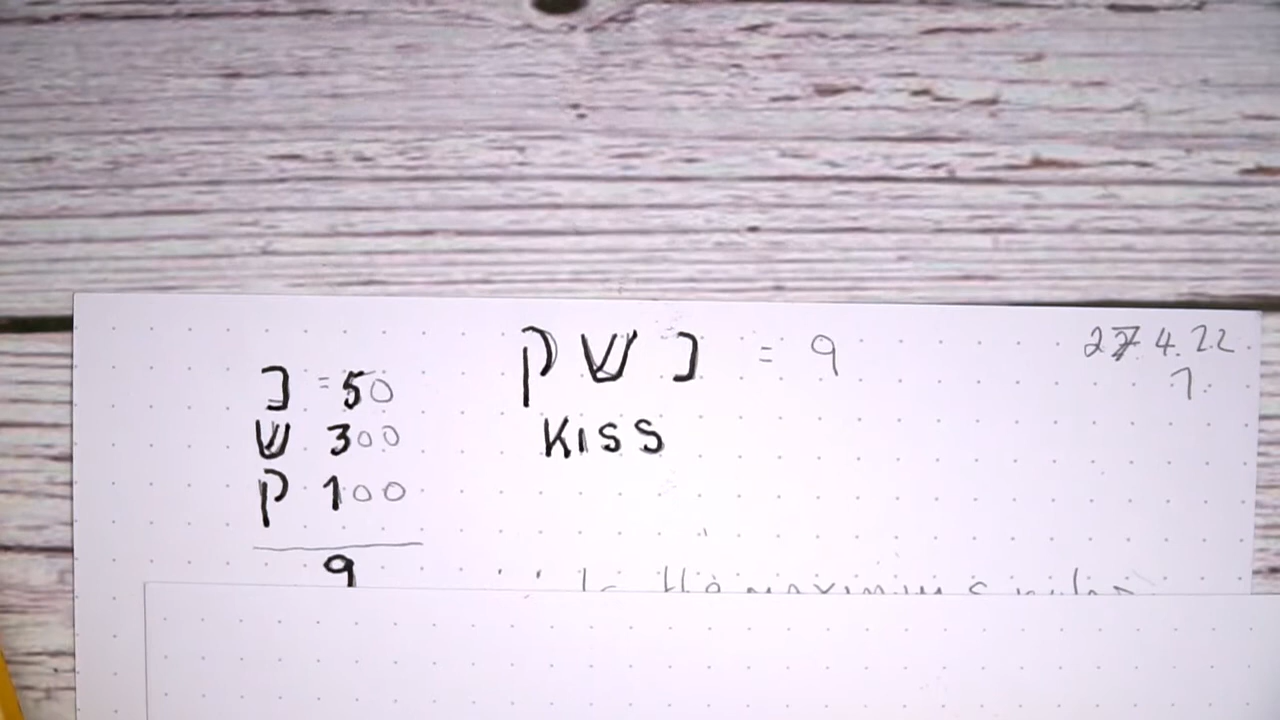 נשק = 9
27.4.22
7.
נ = 50
ש 300
ק 100
9
KISS